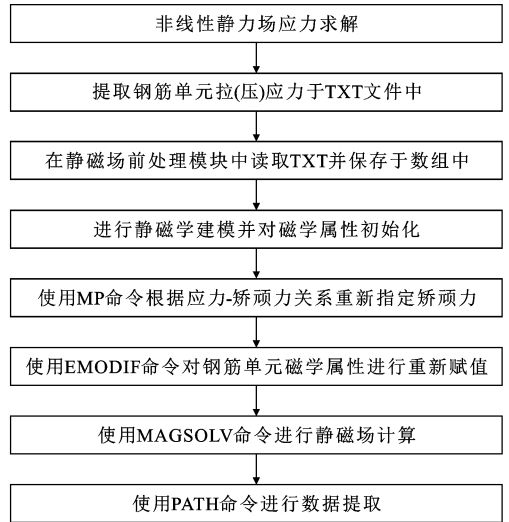 非线性静力场应力求解
提取钢筋单元拉(压)应力于TXT文件中
在静磁场前处理模块中读取TXT并保存于数组中
进行静磁学建模并对磁学属性初始化
使用MP命令根据应力-矫顽力关系重新指定矫顽力
使用EMODIF命令对钢筋单元磁学属性进行重新赋值
使用MAGSOLV命令进行静磁场计算
使用PATH命令进行数据提取